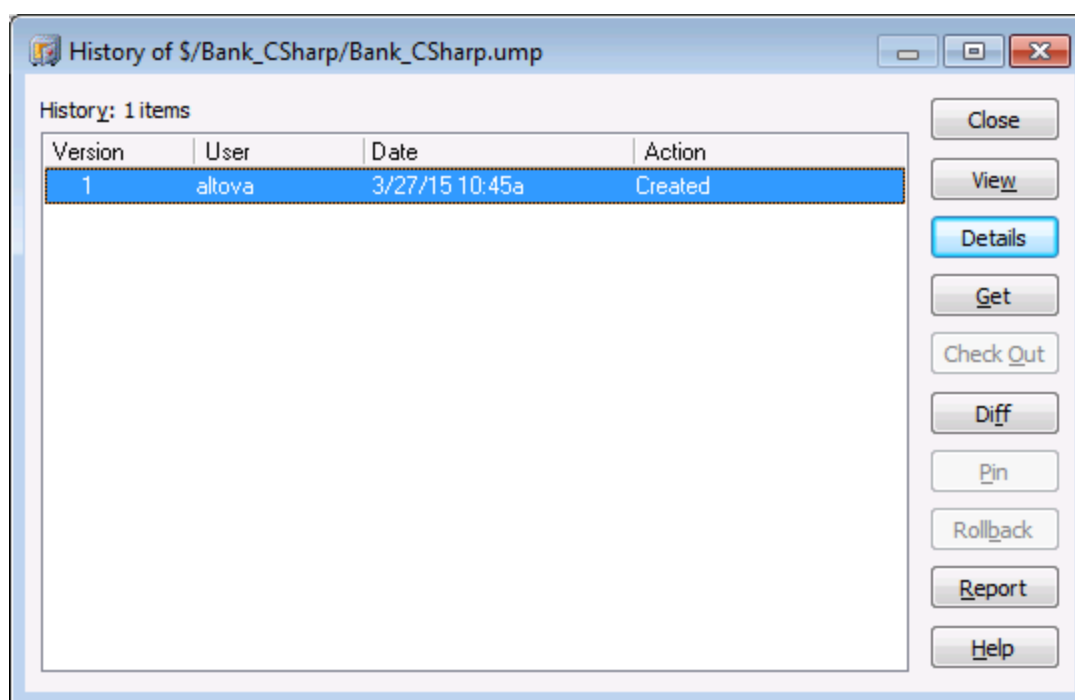 History of $/Bank_CSharp/Bank_CSharp.ump
History: 1 items
Version User Date Action
1 altova 3/27/15 10:45a Created
Close
View
Details
Get
Check Out
Diff
Pin
Rollback
Report
Help